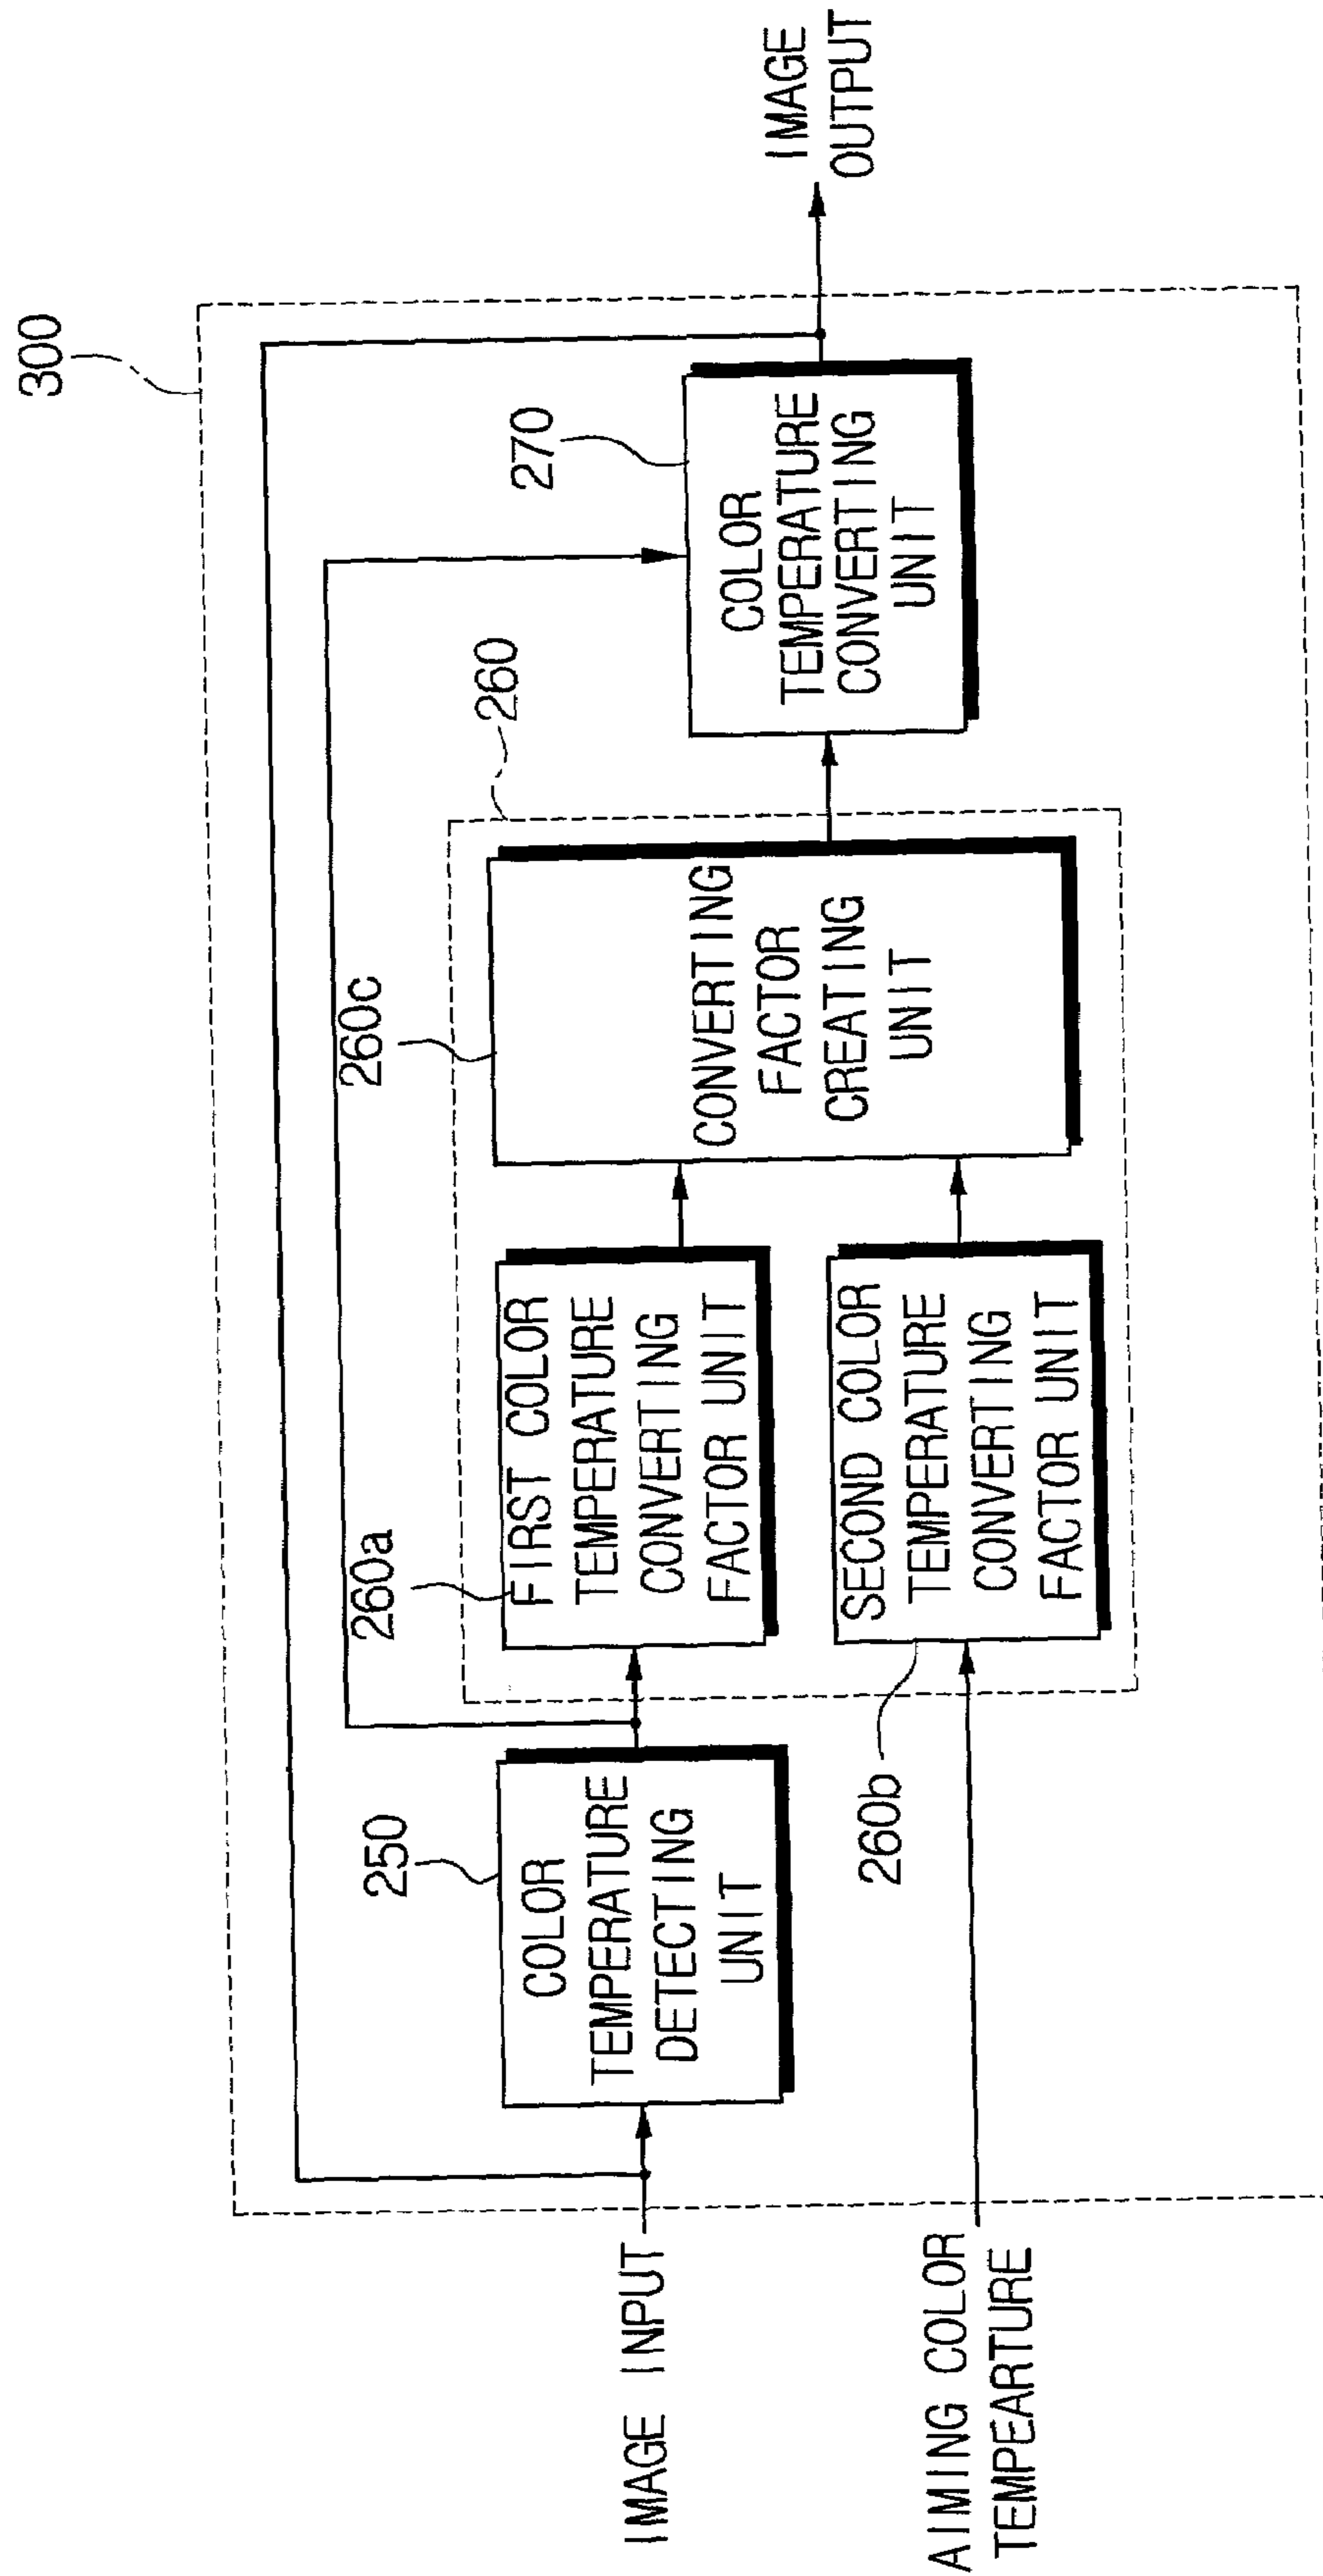 300
IMAGE INPUT
AIMING COLOR
TEMPEARTURE
250
COLOR
TEMPERATURE
DETECTING
UNIT
260
260a
FIRST COLOR
TEMPERATURE
CONVERTING
FACTOR UNIT
260b
SECOND COLOR
TEMPERATURE
CONVERTING
FACTOR UNIT
260c
CONVERTING
FACTOR
CREATING
UNIT
270
COLOR
TEMPERATURE
CONVERTING
UNIT
IMAGE
OUTPUT